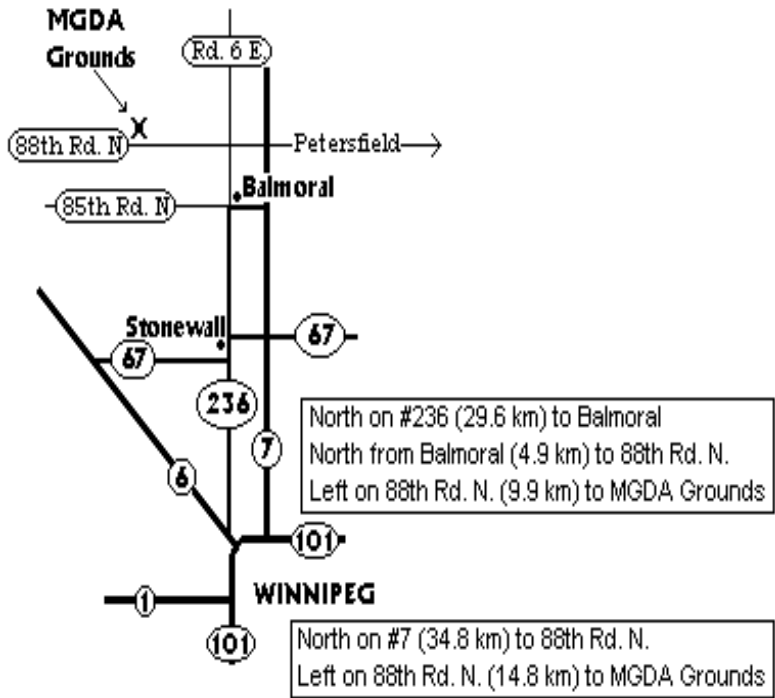 MGDA
Grounds
Rd. 6 E.
X
88th Rd. N
Petersfield
Balmoral
85th Rd. N
Stonewall
67
67
236
7
6
North on #236 (29.6 km) to Balmoral
North from Balmoral (4.9 km) to 88th Rd. N.
Left on 88th Rd. N. (9.9 km) to MGDA Grounds
101
1
WINNIPEG
101
North on #7 (34.8 km) to 88th Rd. N.
Left on 88th Rd. N. (14.8 km) to MGDA Grounds